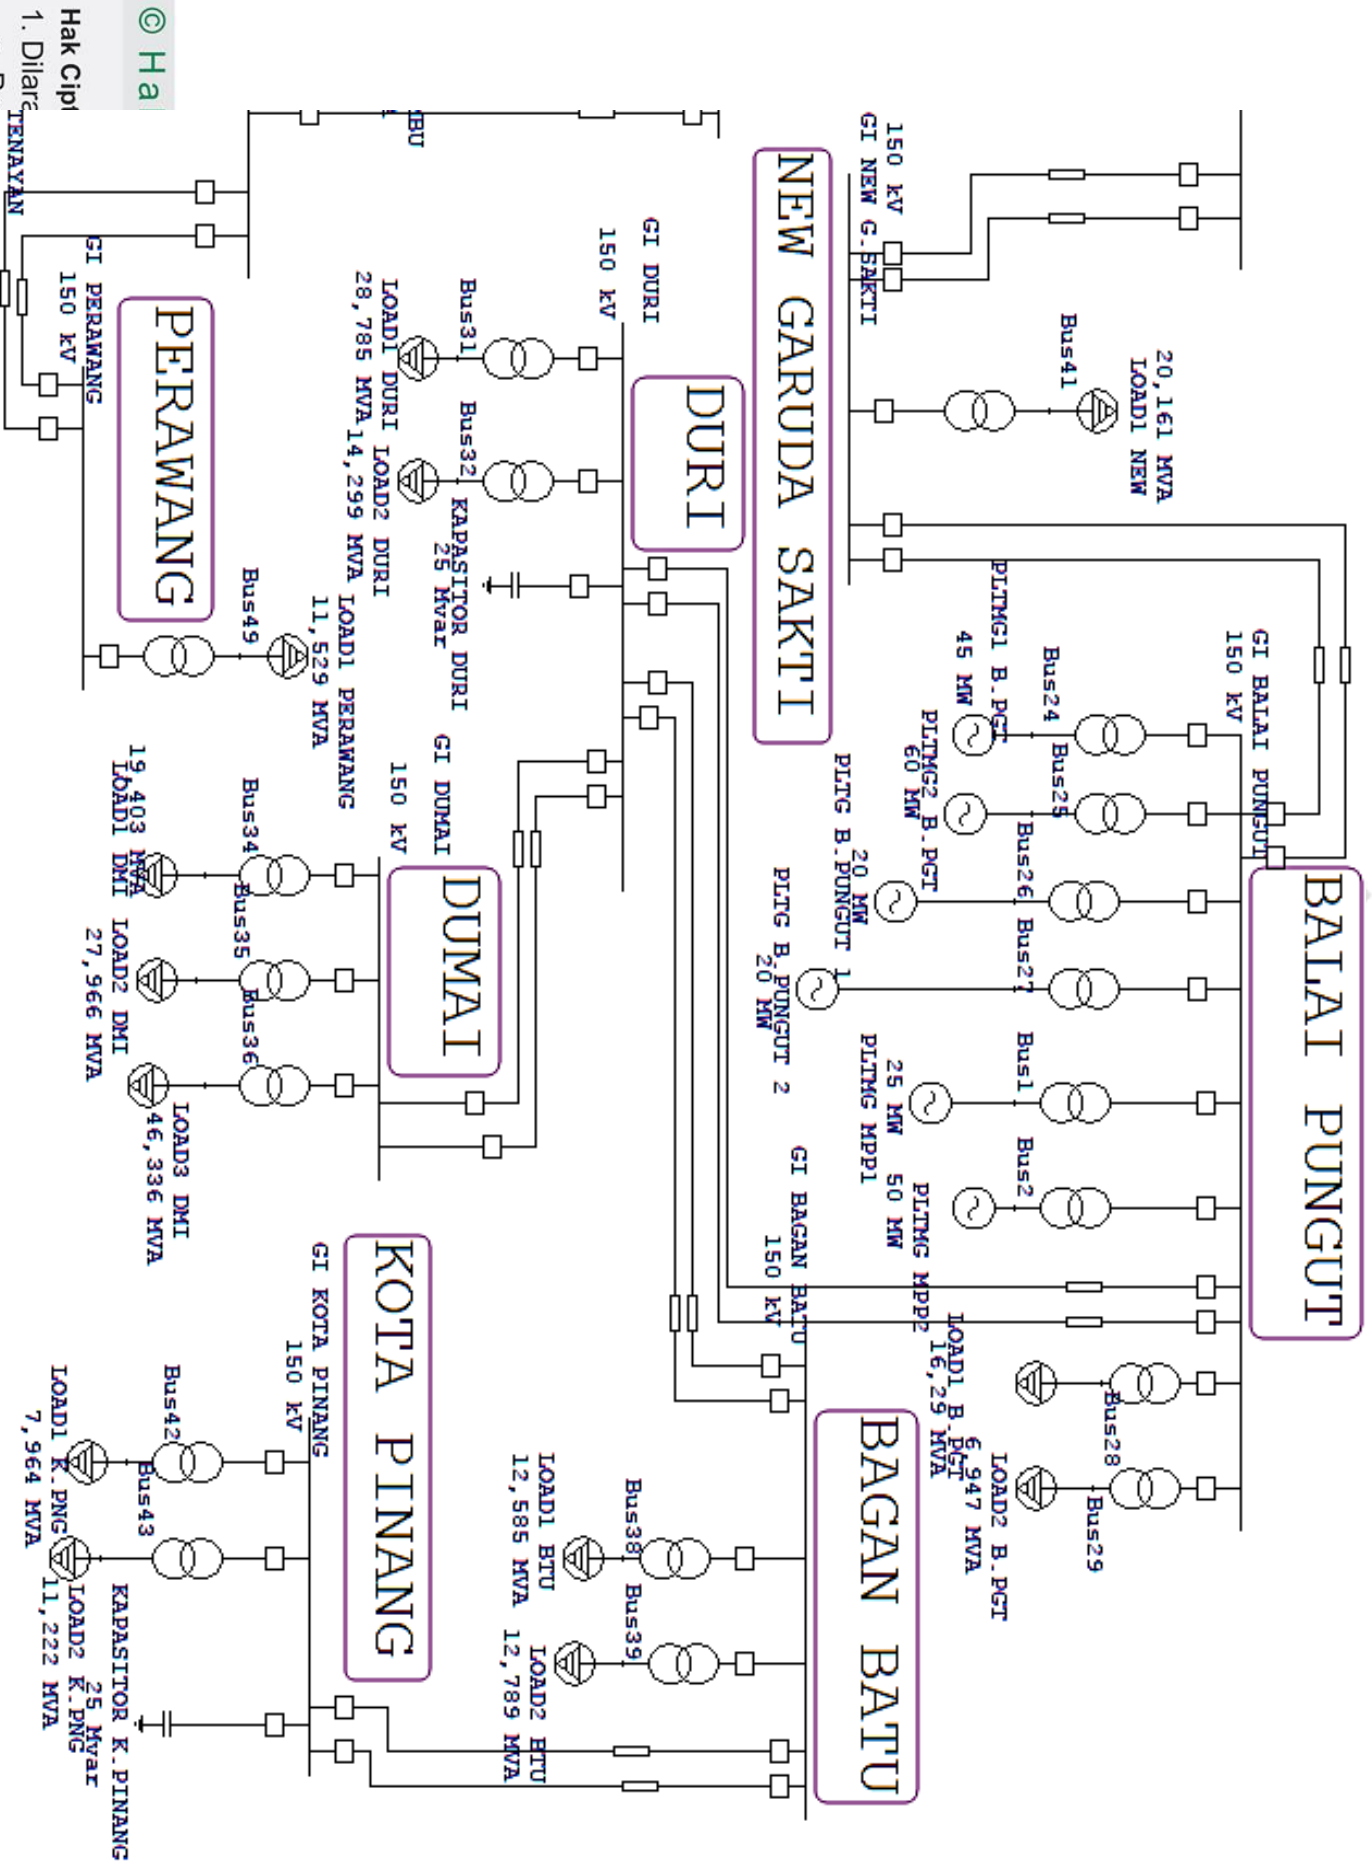 © Ha
Hak Cipt
1. Dilara
BALAI PUNGUT
GI BALAI PUNGUT
150 kV
Bus24
PLTMG1 B.PGT
45 MW
Bus25
PLTMG2 B.PGT
60 MW
Bus26
20 MW
PLTG B.PUNGUT 1
Bus27
PLTG B.PUNGUT 2
20 MW
Bus1
25 MW
PLTMG MPP1
Bus2
PLTMG MPP2
50 MW
Bus28
LOAD1 B.PGT
16,29 MVA
Bus29
LOAD2 B.PGT
6,947 MVA
20,161 MVA
LOAD1 NEW
Bus41
150 kV
GI NEW G.SAKTI
NEW GARUDA SAKTI
BAGAN BATU
GI BAGAN BATU
150 kV
Bus38
LOAD1 BTU
12,585 MVA
Bus39
LOAD2 BTU
12,789 MVA
DURI
GI DURI
150 kV
Bus31
LOAD1 DURI
28,785 MVA
Bus32
LOAD2 DURI
14,299 MVA
KAPASITOR DURI
25 Mvar
DUMAI
GI DUMAI
150 kV
Bus34
19,403 MVA
LOAD1 DMI
Bus35
LOAD2 DMI
27,966 MVA
Bus36
LOAD3 DMI
46,336 MVA
KOTA PINANG
GI KOTA PINANG
150 kV
Bus42
LOAD1 K.PNG
7,964 MVA
Bus43
LOAD2 K.PNG
11,222 MVA
KAPASITOR K.PINANG
25 Mvar
PERAWANG
GI PERAWANG
150 kV
Bus49
LOAD1 PERAWANG
11,529 MVA
TENAYAN